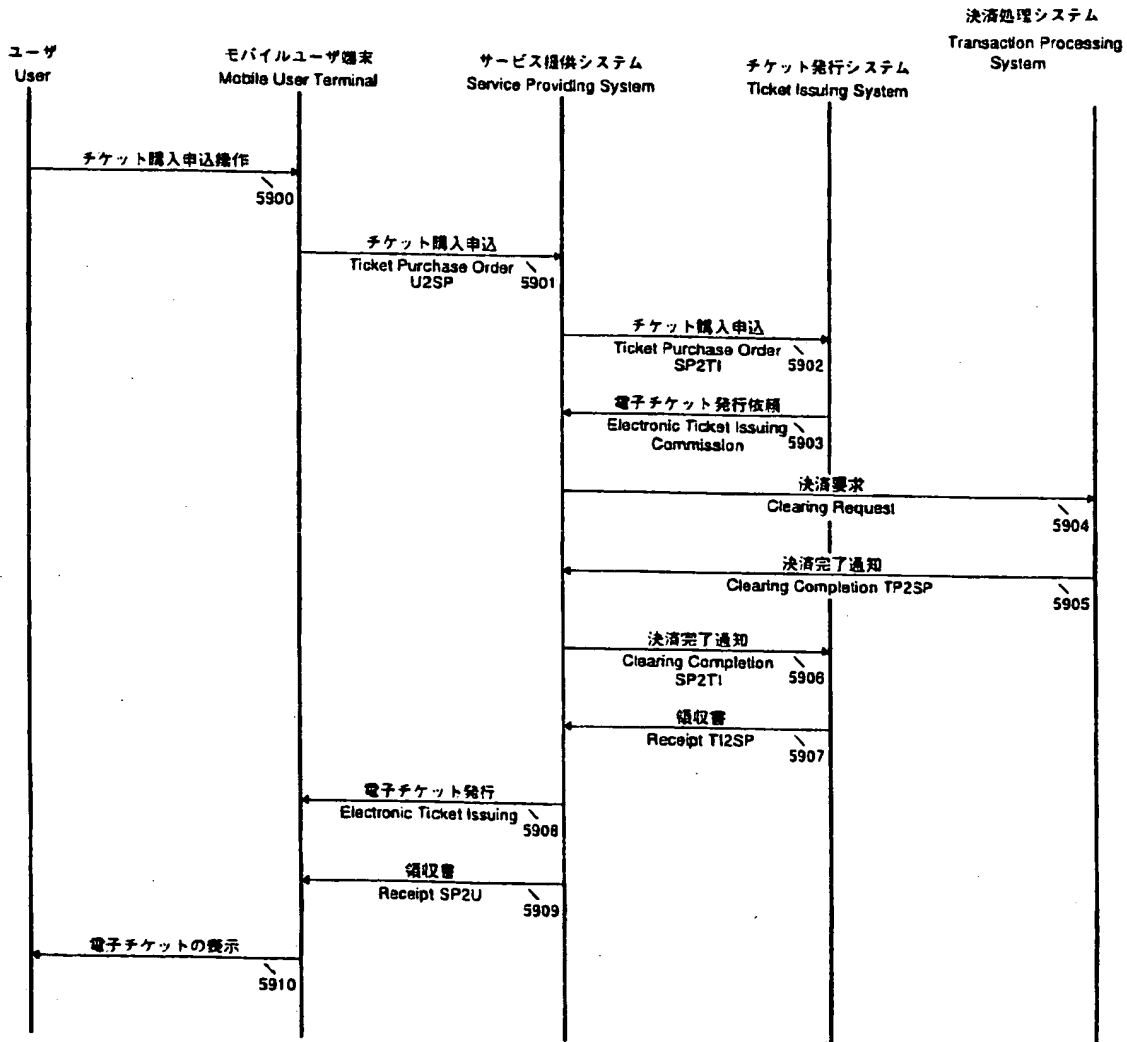 決済処理システム
Transaction Processing
System
ユーザ
User
モバイルユーザ端末
Mobile User Terminal
サービス提供システム
Service Providing System
チケット発行システム
Ticket Issuing System
チケット購入申込操作
5900
チケット購入申込
Ticket Purchase Order
U2SP
5901
チケット購入申込
Ticket Purchase Order
SP2TI
5902
電子チケット発行依頼
Electronic Ticket Issuing
Commission
5903
決済要求
Clearing Request
5904
決済完了通知
Clearing Completion TP2SP
5905
決済完了通知
Clearing Completion
SP2TI
5906
領収書
Receipt TI2SP
5907
電子チケット発行
Electronic Ticket Issuing
5908
領収書
Receipt SP2U
5909
電子チケットの表示
5910